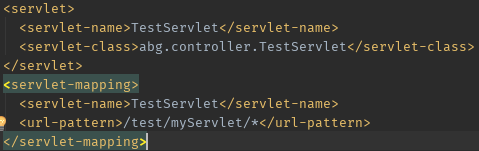 <servlet>
  <servlet-name>TestServlet</servlet-name>
  <servlet-class>abg.controller.TestServlet</servlet-class>
</servlet>
<servlet-mapping>
  <servlet-name>TestServlet</servlet-name>
  <url-pattern>/test/myServlet/*</url-pattern>
</servlet-mapping>